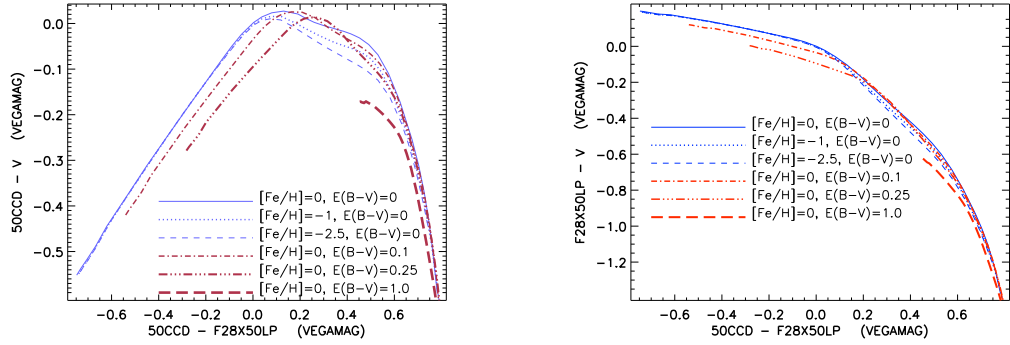 0.0
−0.1
−0.2
−0.3
−0.4
−0.5
50CCD − V (VEGAMAG)
[Fe/H]=0, E(B−V)=0
[Fe/H]=−1, E(B−V)=0
[Fe/H]=−2.5, E(B−V)=0
[Fe/H]=0, E(B−V)=0.1
[Fe/H]=0, E(B−V)=0.25
[Fe/H]=0, E(B−V)=1.0
−0.6 −0.4 −0.2 0.0 0.2 0.4 0.6
50CCD − F28X50LP (VEGAMAG)
0.0
−0.2
−0.4
−0.6
−0.8
−1.0
−1.2
F28X50LP − V (VEGAMAG)
[Fe/H]=0, E(B−V)=0
[Fe/H]=−1, E(B−V)=0
[Fe/H]=−2.5, E(B−V)=0
[Fe/H]=0, E(B−V)=0.1
[Fe/H]=0, E(B−V)=0.25
[Fe/H]=0, E(B−V)=1.0
−0.6 −0.4 −0.2 0.0 0.2 0.4 0.6
50CCD − F28X50LP (VEGAMAG)